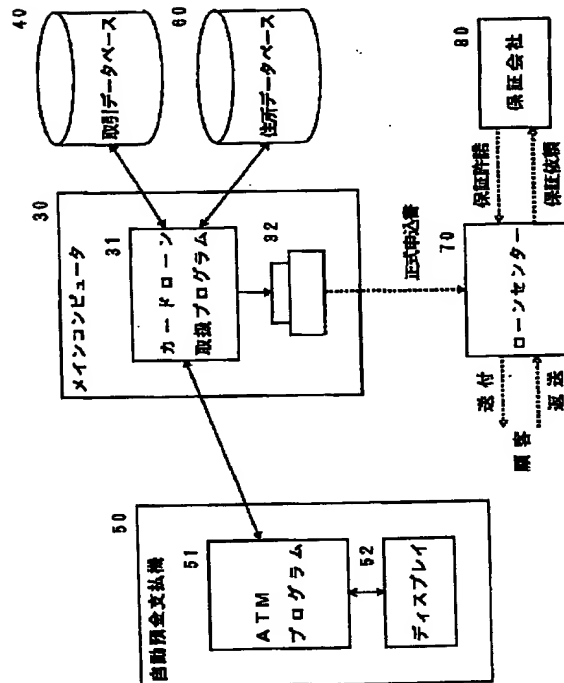 自動預金支払機
50
ATM
プログラム
51
52
ディスプレイ
メインコンピュータ
30
カードローン
取扱プログラム
31
32
取引データベース
40
住所データベース
60
正式申込書
ローンセンター
70
送付
顧客
返送
保証許諾
保証依頼
保証会社
80